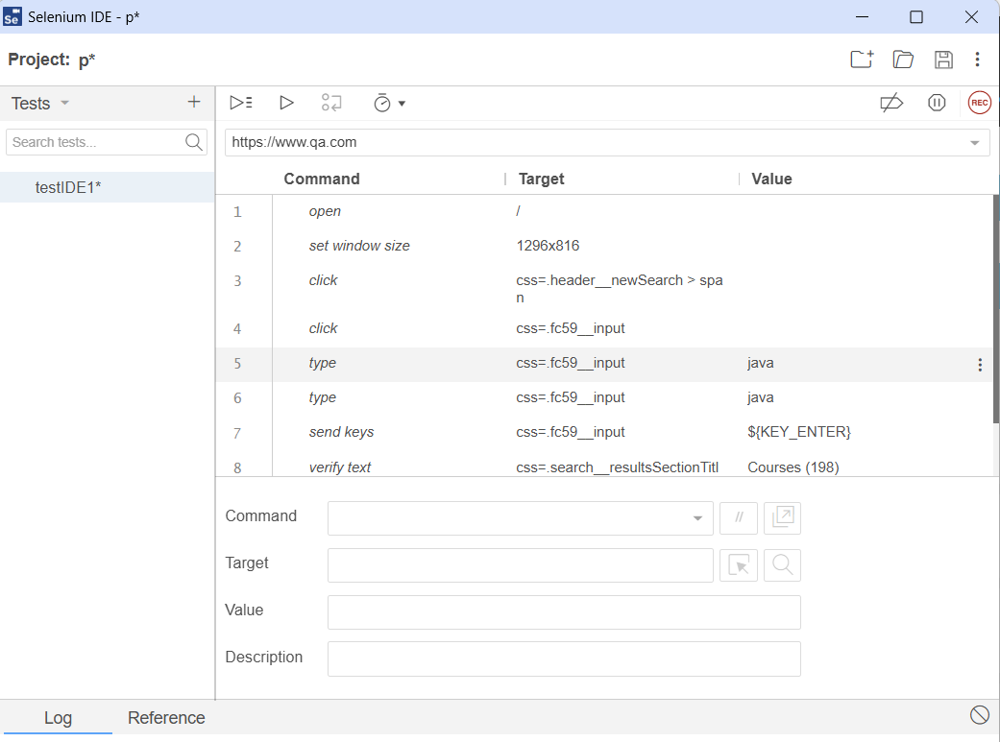 Se Selenium IDE - p*
Project: p*
Tests
Search tests...
testIDE1*
REC
https://www.qa.com
Command Target Value
1 open /
2 set window size 1296x816
3 click css=.header__newSearch > spa
n
4 click css=.fc59__input
5 type css=.fc59__input java
6 type css=.fc59__input java
7 send keys css=.fc59__input ${KEY_ENTER}
8 verify text css=.search__resultsSectionTitl Courses (198)
Command //
Target
Value
Description
Log Reference